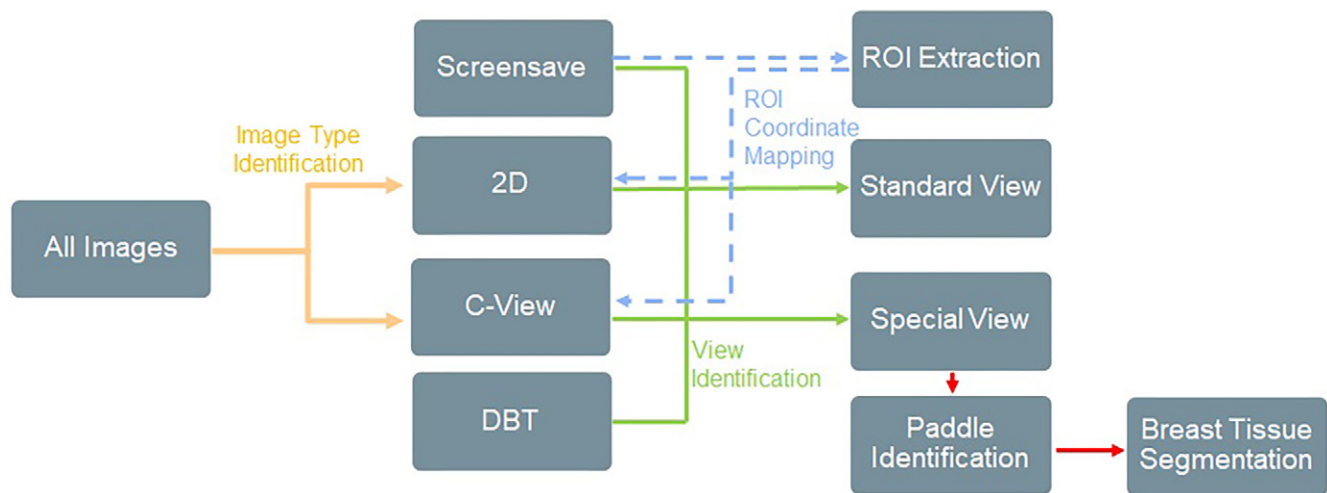 All Images
Image Type
Identification
Screensave
2D
C-View
DBT
ROI
Coordinate
Mapping
View
Identification
ROI Extraction
Standard View
Special View
Paddle
Identification
Breast Tissue
Segmentation